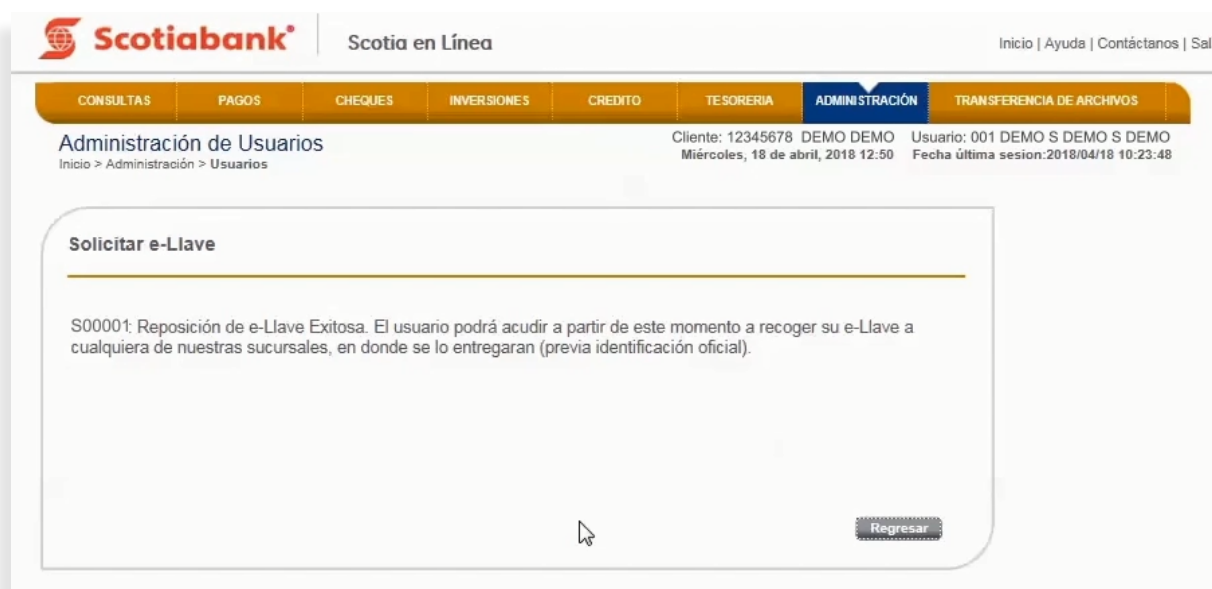 Scotiabank Scotia en Línea Inicio | Ayuda | Contáctanos | Sal
CONSULTAS PAGOS CHEQUES INVERSIONES CREDITO TESORERIA ADMINISTRACIÓN TRANSFERENCIA DE ARCHIVOS
Administración de Usuarios Cliente: 12345678 DEMO DEMO Usuario: 001 DEMO S DEMO S DEMO
Inicio > Administración > Usuarios Miércoles, 18 de abril, 2018 12:50 Fecha última sesion:2018/04/18 10:23:48
Solicitar e-Llave
S00001: Reposición de e-Llave Exitosa. El usuario podrá acudir a partir de este momento a recoger su e-Llave a
cualquiera de nuestras sucursales, en donde se lo entregaran (previa identificación oficial).
Regresar